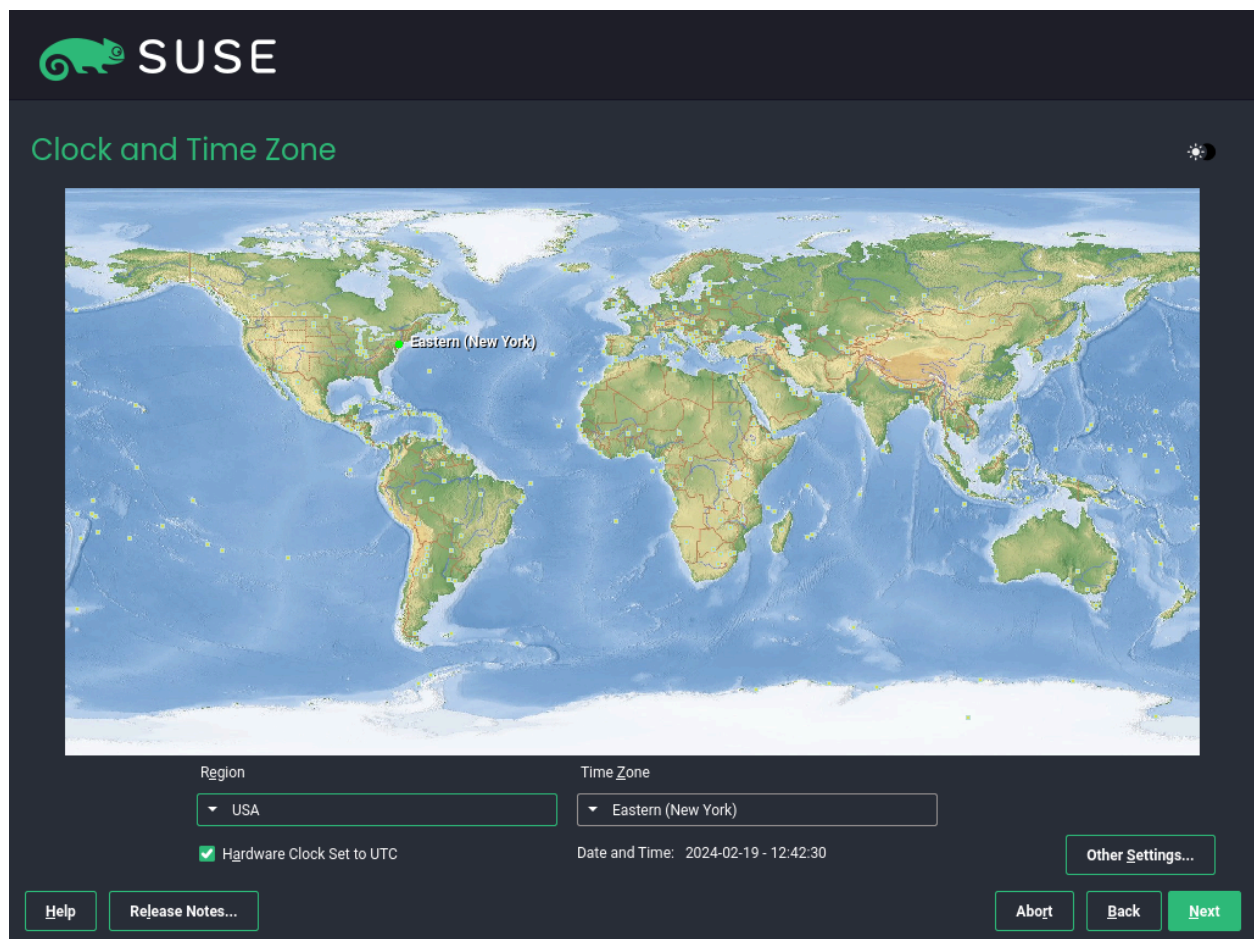 SUSE
Clock and Time Zone
Eastern (New York)
Region
Time Zone
USA
Eastern (New York)
Hardware Clock Set to UTC
Date and Time: 2024-02-19 - 12:42:30
Other Settings...
Help
Release Notes...
Abort
Back
Next